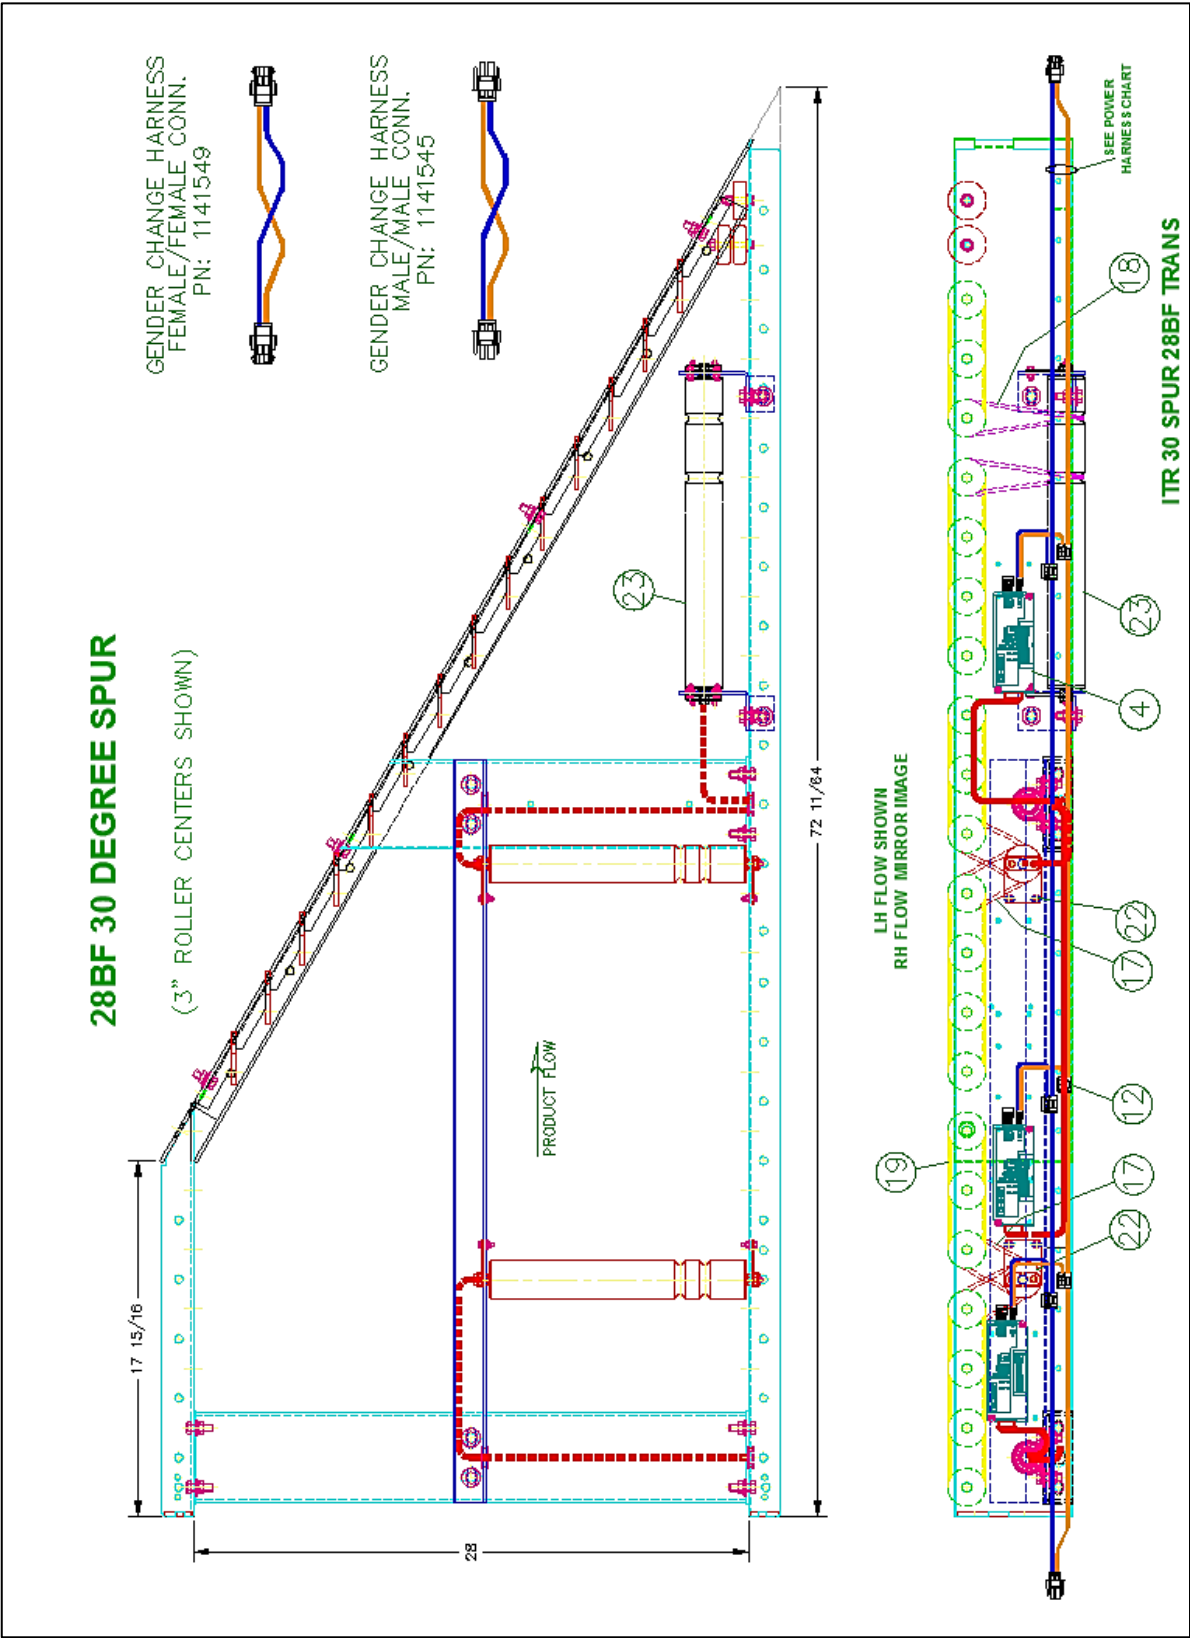 28BF 30 DEGREE SPUR
(3" ROLLER CENTERS SHOWN)
GENDER CHANGE HARNESS
FEMALE/FEMALE CONN.
PN: 1141549
GENDER CHANGE HARNESS
MALE/MALE CONN.
PN: 1141545
17 15/16
28
72 11/64
PRODUCT FLOW
23
LH FLOW SHOWN
RH FLOW MIRROR IMAGE
SEE POWER
HARNESS CHART
19
22
17
12
17
22
4
23
18
ITR 30 SPUR 28BF TRANS